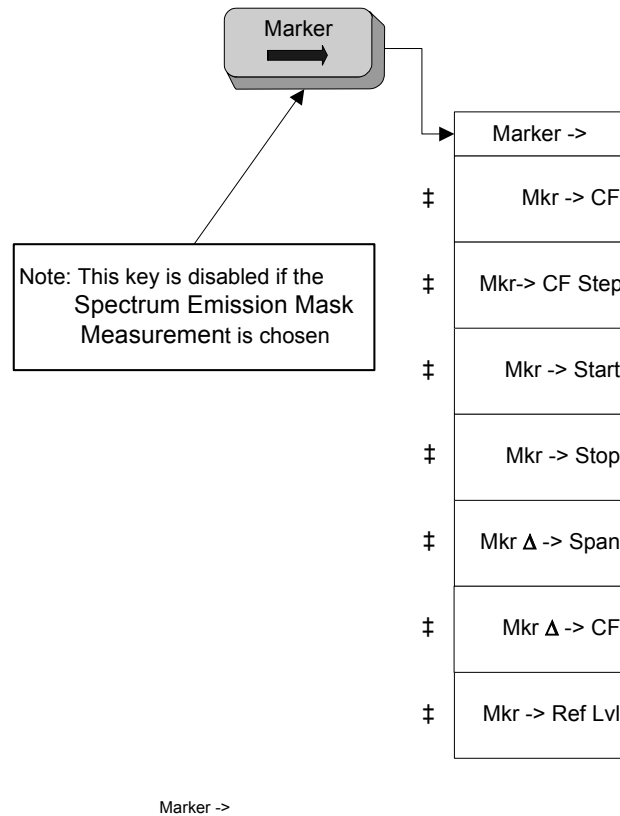 Marker
Marker ->
‡ Mkr -> CF
Note: This key is disabled if the
Spectrum Emission Mask
Measurement is chosen
‡ Mkr-> CF Step
‡ Mkr -> Start
‡ Mkr -> Stop
‡ Mkr Δ -> Span
‡ Mkr Δ -> CF
‡ Mkr -> Ref Lvl
Marker ->